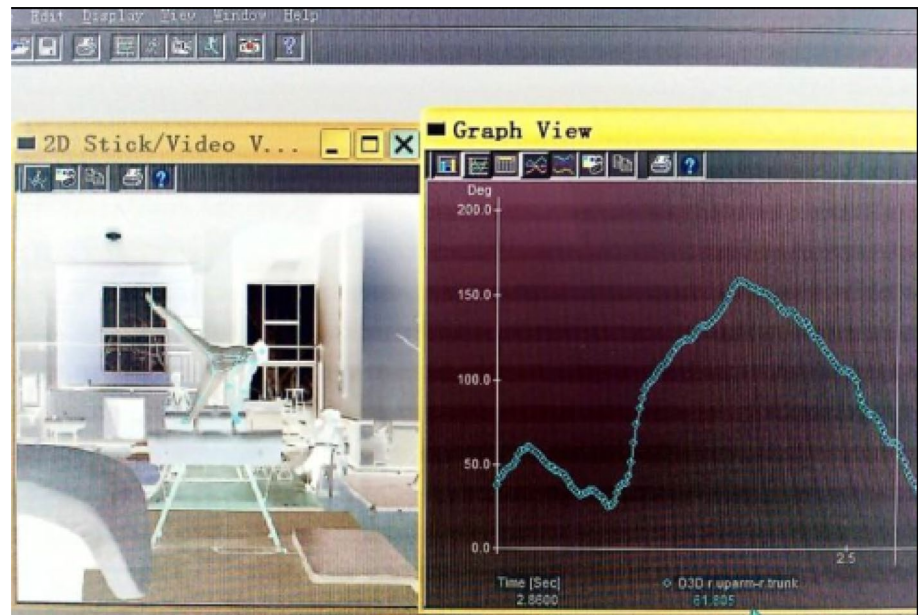 Edit Display View Window Help
2D Stick/Video V...
Graph View
Deg
200.0
150.0
100.0
50.0
0.0
2.5
Time [Sec]
O3D r.uparm-r.trunk
2.8600
61.805